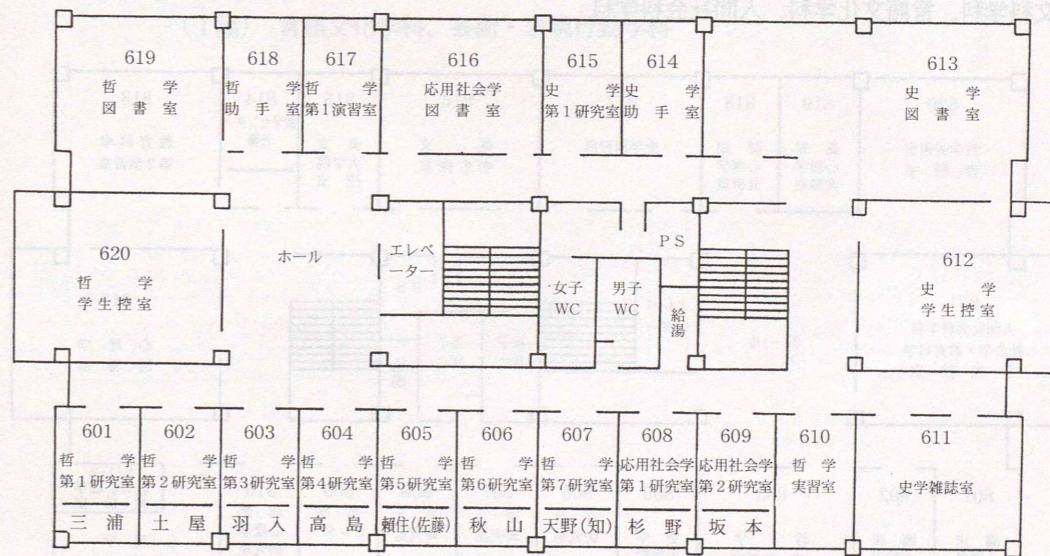 619
哲学
図書室
618
哲学
助手室
617
哲学
第1演習室
616
応用社会学
図書室
615
史学
第1研究室
614
史学
助手室
613
史学
図書室
620
哲学
学生控室
ホール
エレベ
ーター
女子
WC
男子
WC
PS
給湯
612
史学
学生控室
601
哲学
第1研究室
三浦
602
哲学
第2研究室
土屋
603
哲学
第3研究室
羽入
604
哲学
第4研究室
高島
605
哲学
第5研究室
頼住(佐藤)
606
哲学
第6研究室
秋山
607
哲学
第7研究室
天野(知)
608
応用社会学
第1研究室
杉野
609
応用社会学
第2研究室
坂本
610
哲学
実習室
611
史学雑誌室